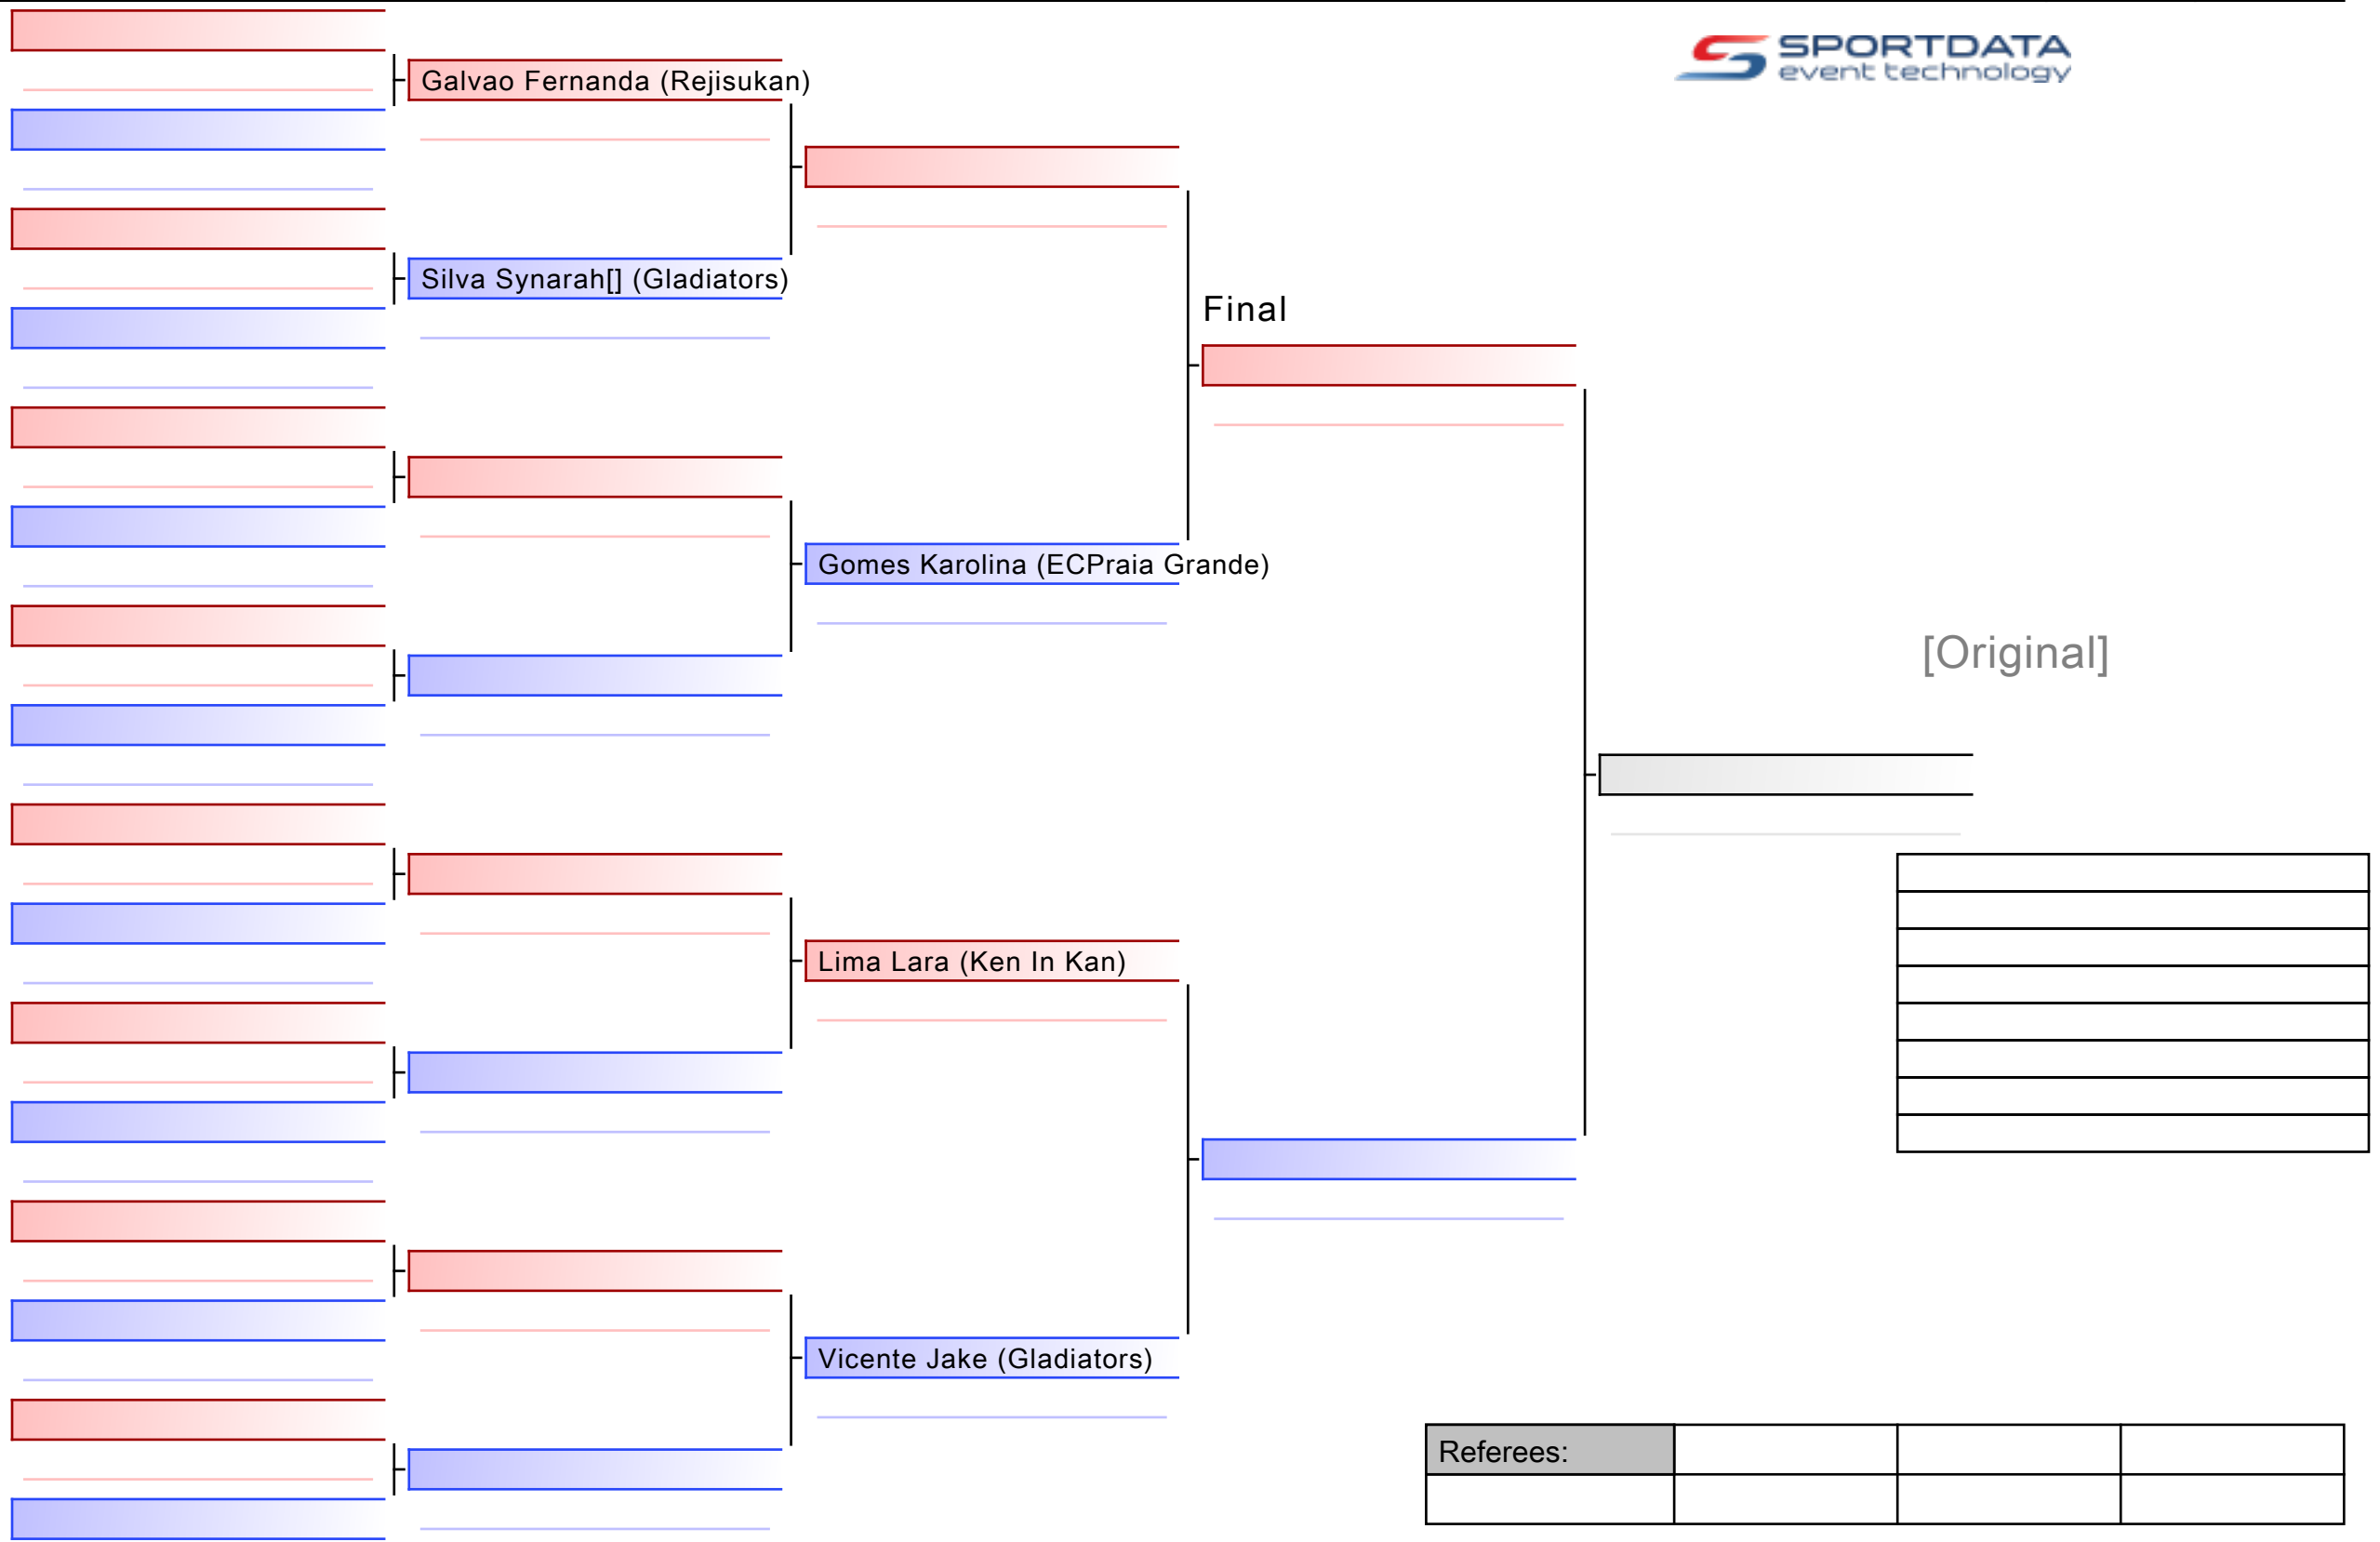 SPORTDATA
event technology
Galvao Fernanda (Rejisukan)
Silva Synarah[] (Gladiators)
Final
Gomes Karolina (ECPraia Grande)
[Original]
Lima Lara (Ken In Kan)
Vicente Jake (Gladiators)
Referees: